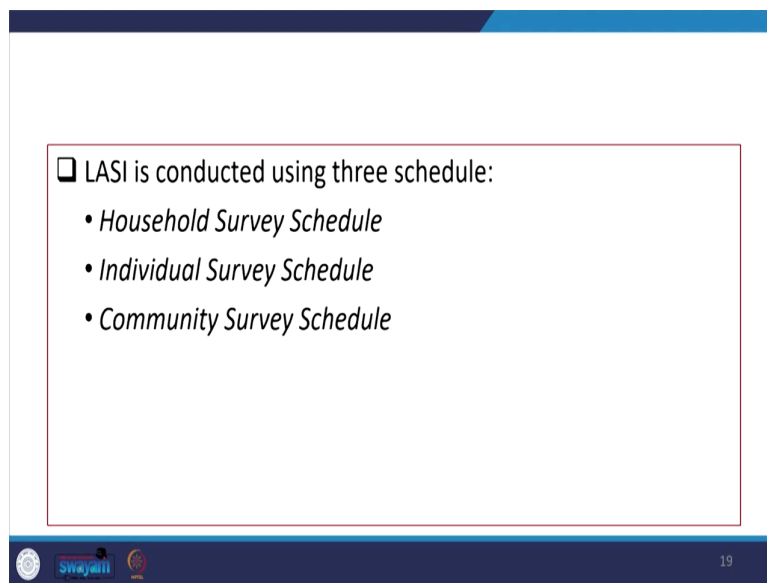 ❑ LASI is conducted using three schedule:
• Household Survey Schedule
• Individual Survey Schedule
• Community Survey Schedule
swayam
19